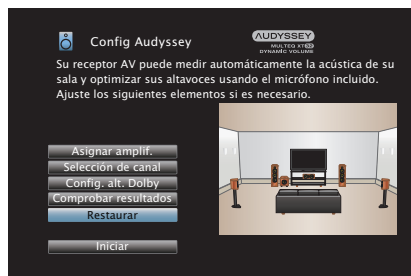 Config Audyssey
AUDYSSEY
MULTEQ XT32
DYNAMIC VOLUME
Su receptor AV puede medir automáticamente la acústica de su
sala y optimizar sus altavoces usando el micrófono incluido.
Ajuste los siguientes elementos si es necesario.
Asignar amplif.
Selección de canal
Config. alt. Dolby
Comprobar resultados
Restaurar
Iniciar